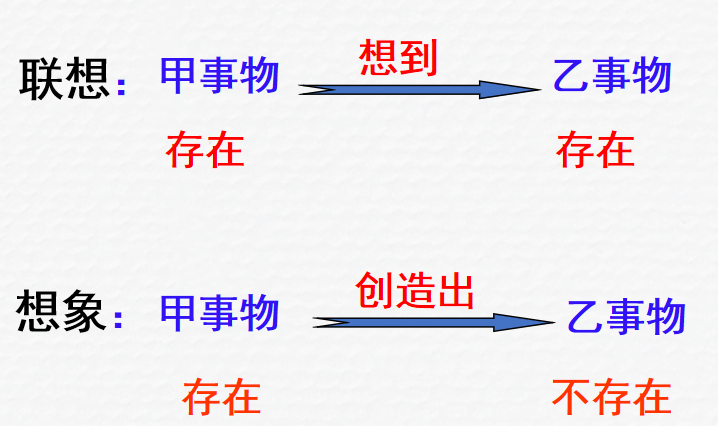 想到
联想：甲事物 乙事物
存在 存在
创造出
想象：甲事物 乙事物
存在 不存在